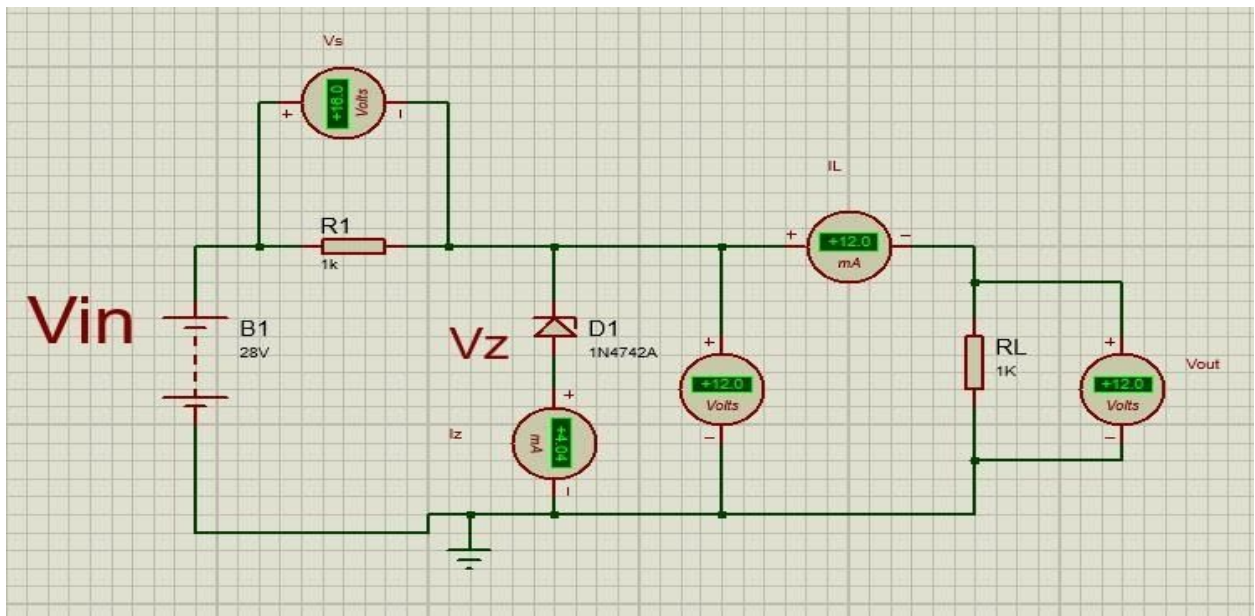 Vs
+16.0
Volts
+
-
R1
1k
IL
+
-
+12.0
mA
Vin
B1
28V
Vz
D1
1N4742A
Iz
+
+4.04
mA
-
+
+12.0
Volts
-
RL
1K
+
+12.0
Volts
-
Vout